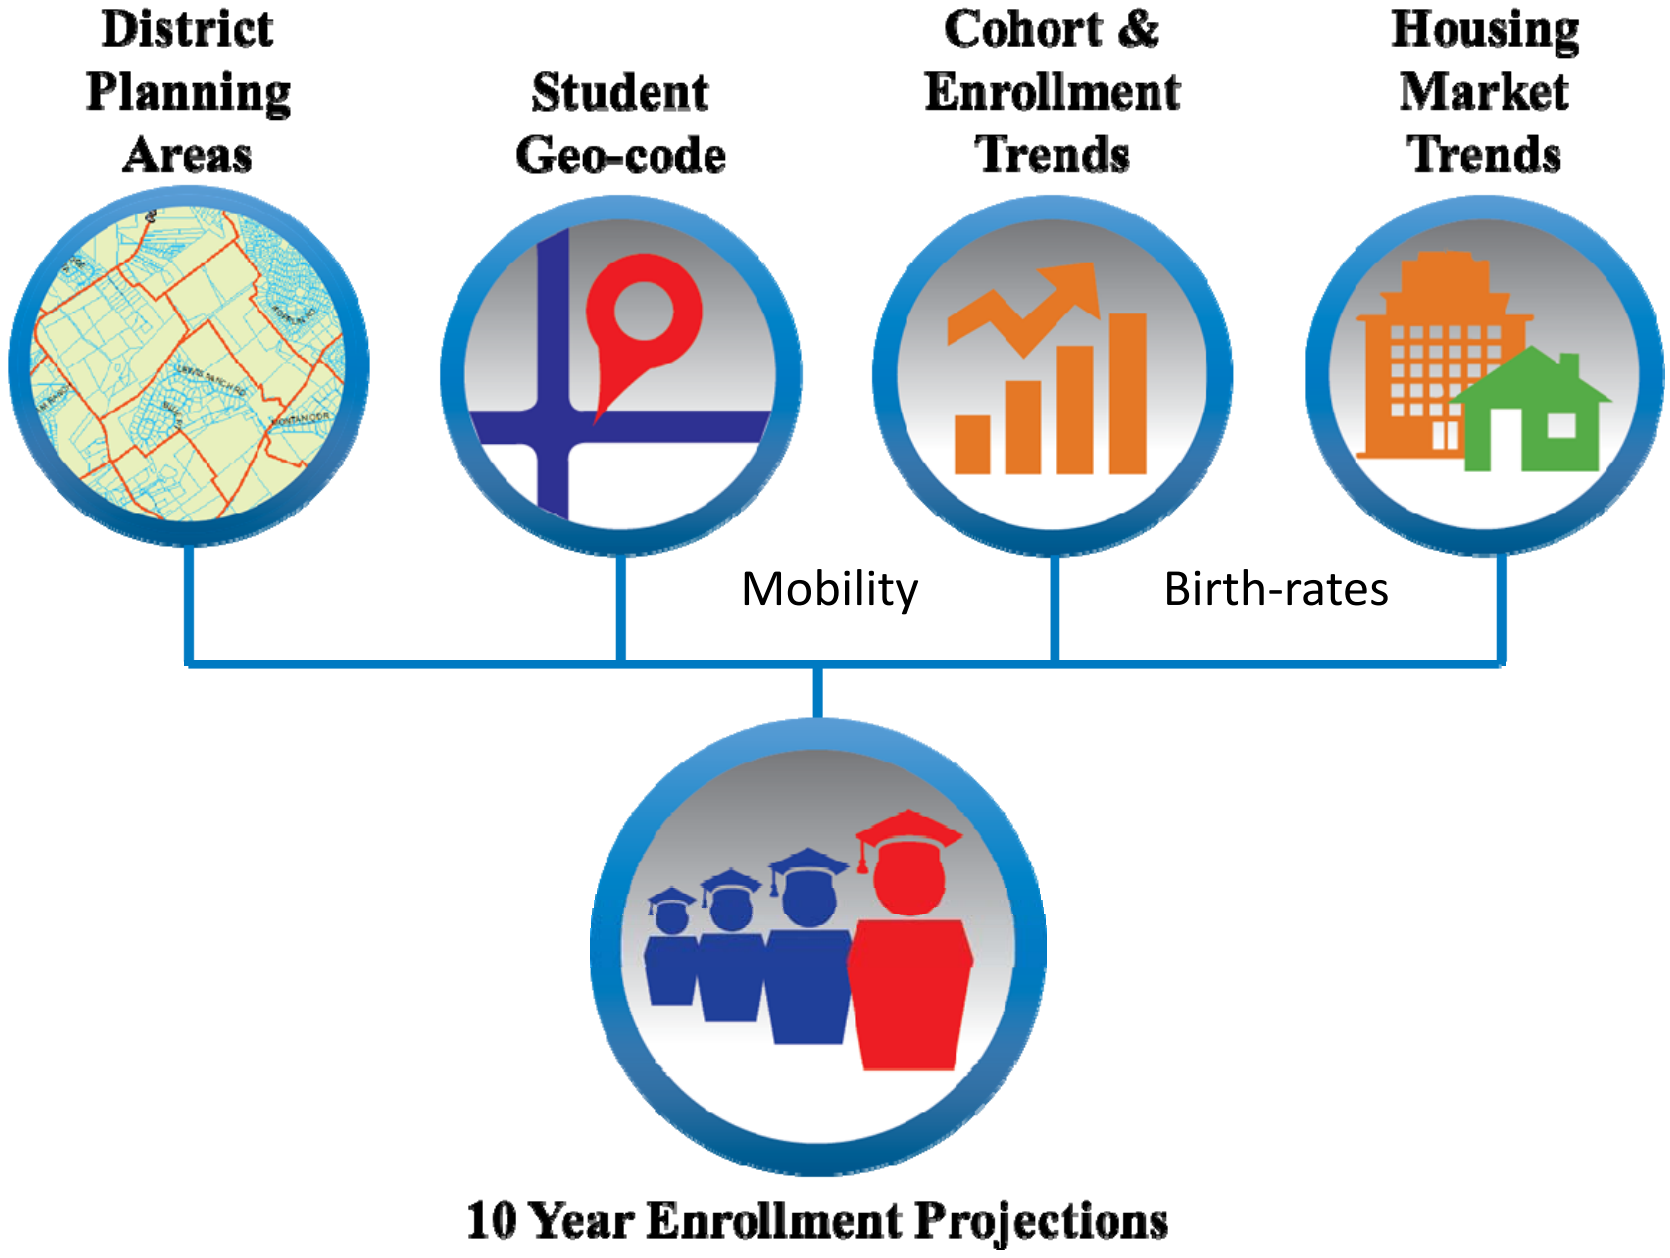 District
Planning
Areas
Student
Geo-code
Cohort &
Enrollment
Trends
Housing
Market
Trends
Mobility
Birth-rates
10 Year Enrollment Projections